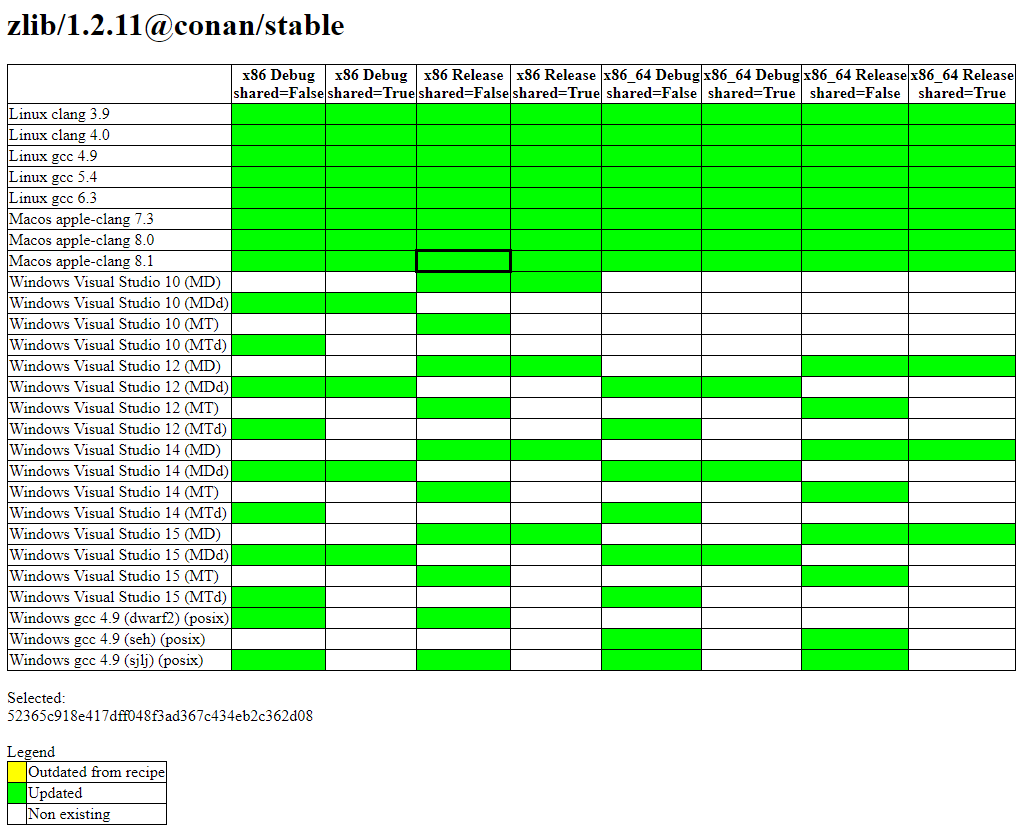 zlib/1.2.11@conan/stable
x86 Debug shared=False x86 Debug shared=True x86 Release shared=False x86 Release shared=True x86_64 Debug shared=False x86_64 Debug shared=True x86_64 Release shared=False x86_64 Release shared=True
Linux clang 3.9
Linux clang 4.0
Linux gcc 4.9
Linux gcc 5.4
Linux gcc 6.3
Macos apple-clang 7.3
Macos apple-clang 8.0
Macos apple-clang 8.1
Windows Visual Studio 10 (MD)
Windows Visual Studio 10 (MDd)
Windows Visual Studio 10 (MT)
Windows Visual Studio 10 (MTd)
Windows Visual Studio 12 (MD)
Windows Visual Studio 12 (MDd)
Windows Visual Studio 12 (MT)
Windows Visual Studio 12 (MTd)
Windows Visual Studio 14 (MD)
Windows Visual Studio 14 (MDd)
Windows Visual Studio 14 (MT)
Windows Visual Studio 14 (MTd)
Windows Visual Studio 15 (MD)
Windows Visual Studio 15 (MDd)
Windows Visual Studio 15 (MT)
Windows Visual Studio 15 (MTd)
Windows gcc 4.9 (dwarf2) (posix)
Windows gcc 4.9 (seh) (posix)
Windows gcc 4.9 (sjlj) (posix)
Selected:
52365c918e417dff048f3ad367c434eb2c362d08
Legend
Outdated from recipe
Updated
Non existing